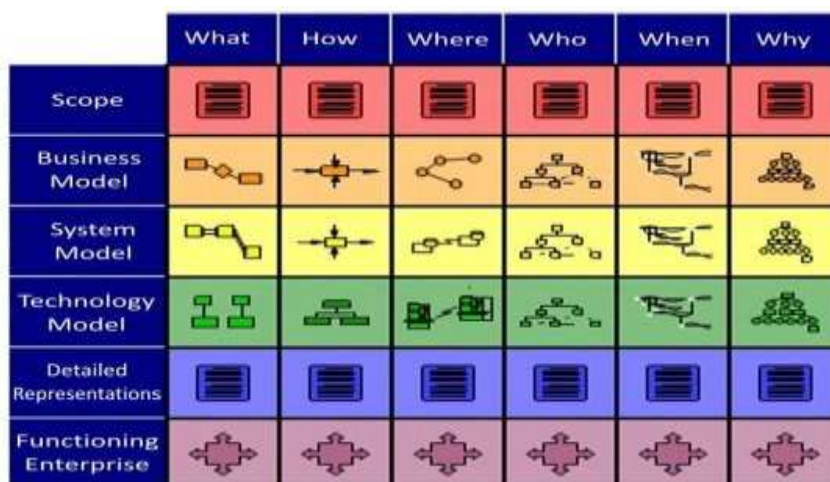 What How Where Who When Why
Scope
Business
Model
System
Model
Technology
Model
Detailed
Representations
Functioning
Enterprise